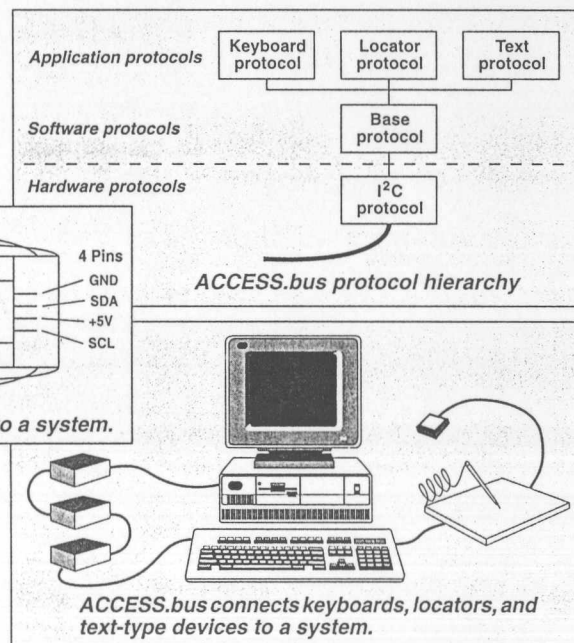 Application protocols
Keyboard
protocol
Locator
protocol
Text
protocol
Software protocols
Base
protocol
Hardware protocols
I²C
protocol
ACCESS.bus protocol hierarchy
4 Pins
GND
SDA
+5V
SCL
to a system.
ACCESS.bus connects keyboards, locators, and
text-type devices to a system.